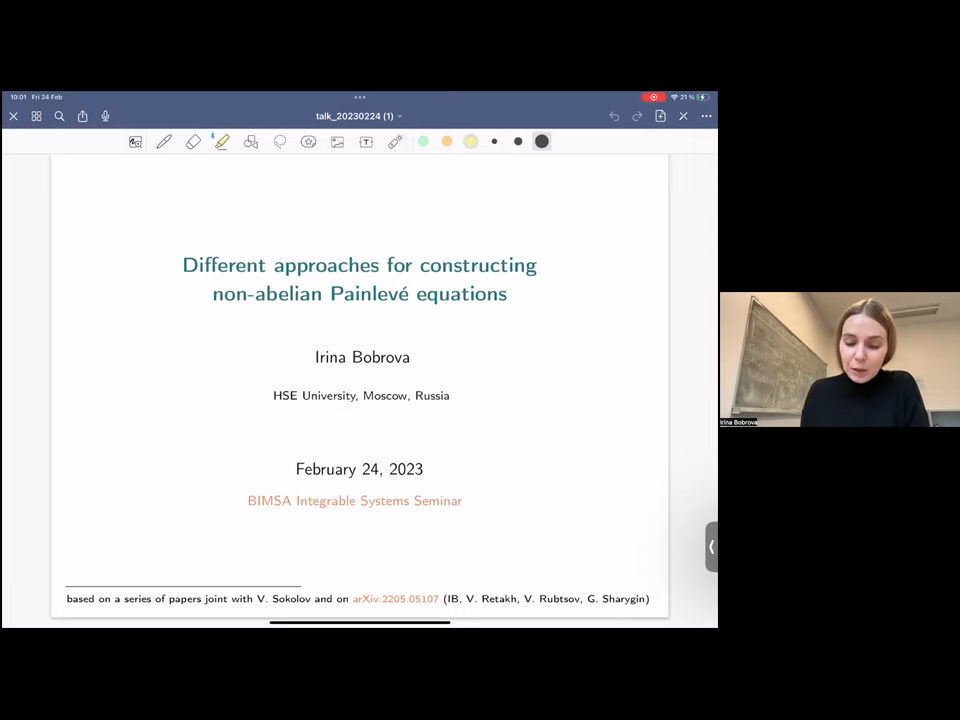 10:01 Fri 24 Feb
21 %
talk_20230224 (1)
T
Different approaches for constructing
non-abelian Painlevé equations
Irina Bobrova
HSE University, Moscow, Russia
February 24, 2023
BIMSA Integrable Systems Seminar
based on a series of papers joint with V. Sokolov and on arXiv:2205.05107 (IB, V. Retakh, V. Rubtsov, G. Sharygin)
Irina Bobrova